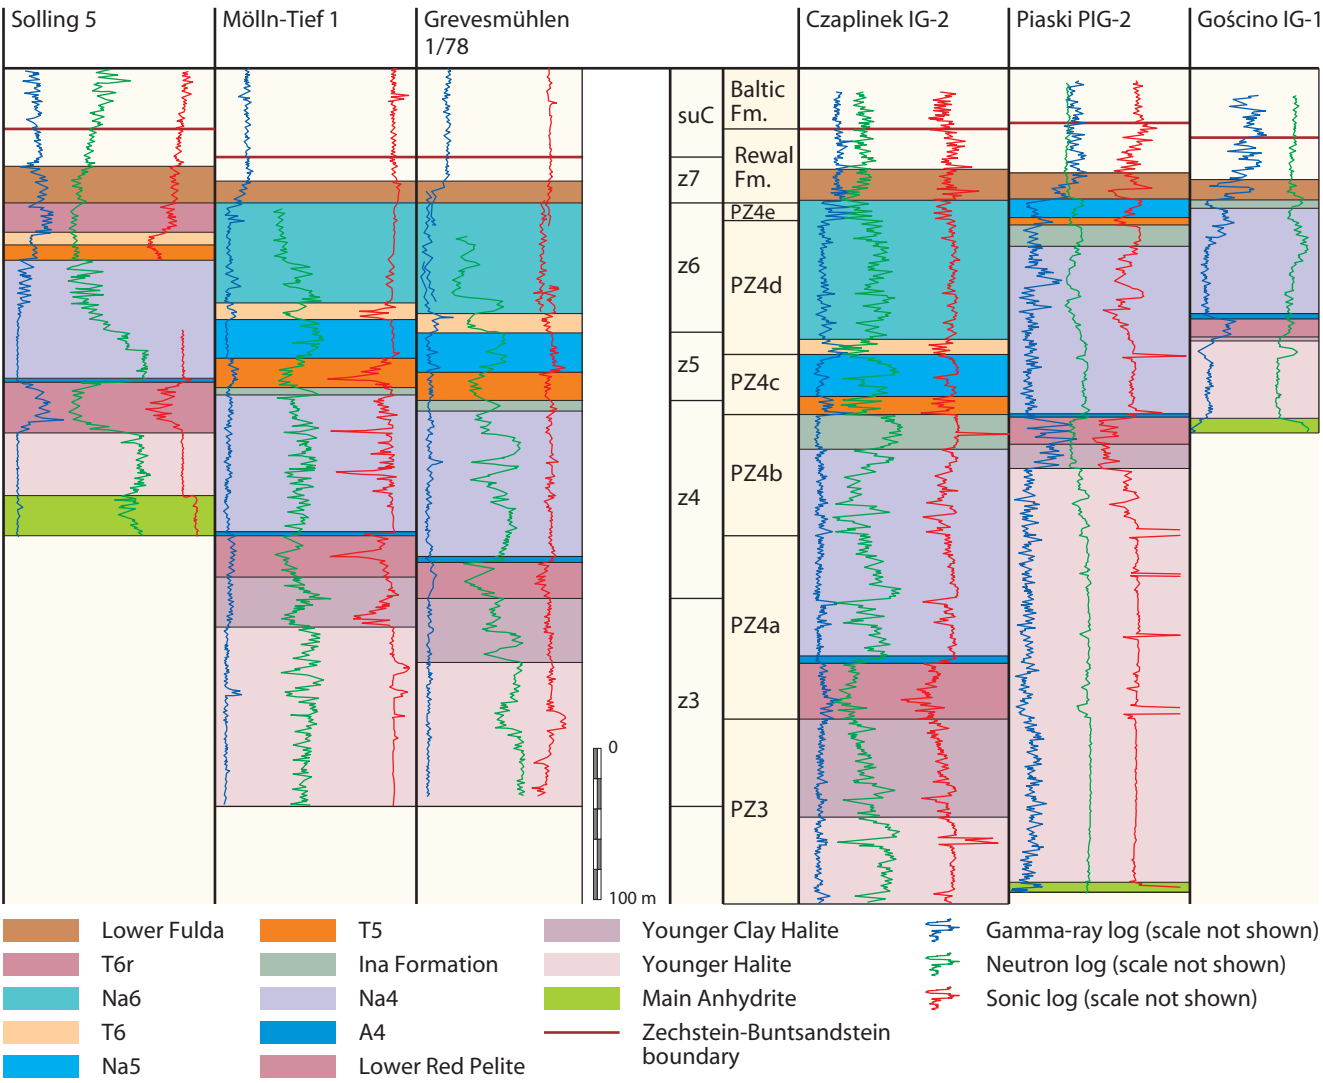 Solling 5
Mölln-Tief 1
Grevesmühlen
1/78
Czaplinek IG-2
Piaski PIG-2
Gościno IG-1
suC
z7
z6
z5
z4
z3
Baltic
Fm.
Rewal
Fm.
PZ4e
PZ4d
PZ4c
PZ4b
PZ4a
PZ3
0
100 m
Lower Fulda
T6r
Na6
T6
Na5
T5
Ina Formation
Na4
A4
Lower Red Pelite
Younger Clay Halite
Younger Halite
Main Anhydrite
Zechstein-Buntsandstein
boundary
Gamma-ray log (scale not shown)
Neutron log (scale not shown)
Sonic log (scale not shown)